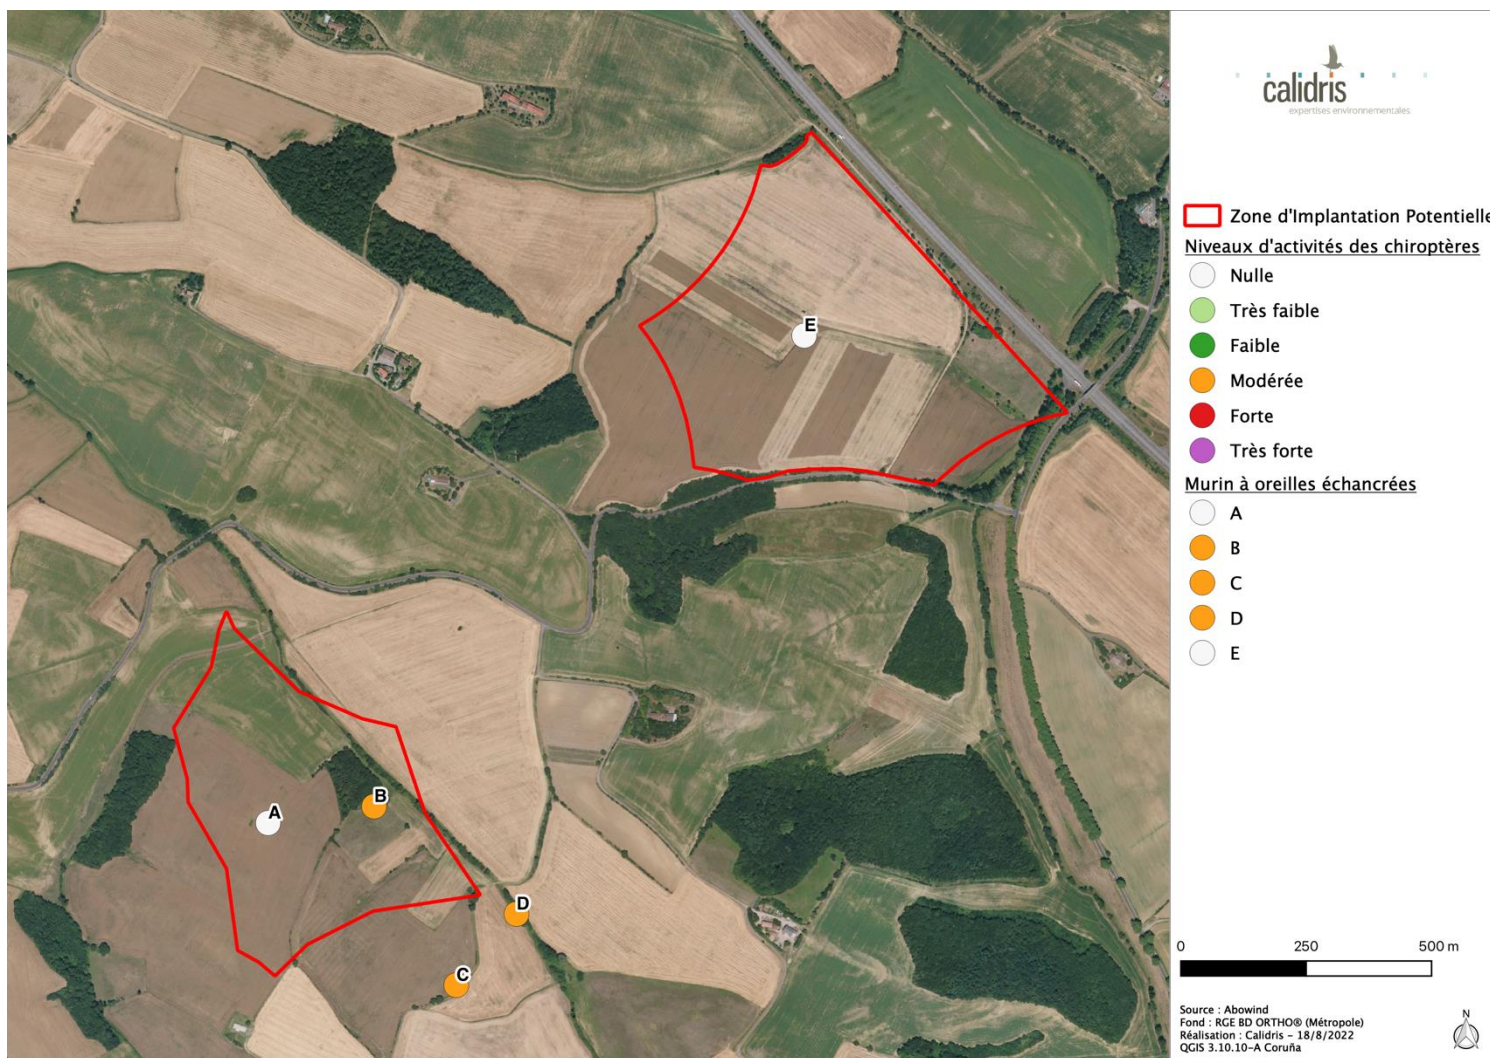 calidris
expertises environnementales
Zone d'Implantation Potentielle
Niveaux d'activités des chiroptères
Nulle
Très faible
Faible
Modérée
Forte
Très forte
Murin à oreilles échancrées
A
B
C
D
E
E
A
B
D
C
0 250 500 m
Source : Abowind
Fond : RGE BD ORTHO® (Métropole)
Réalisation : Calidris - 18/8/2022
QGIS 3.10.10-A Coruña
N